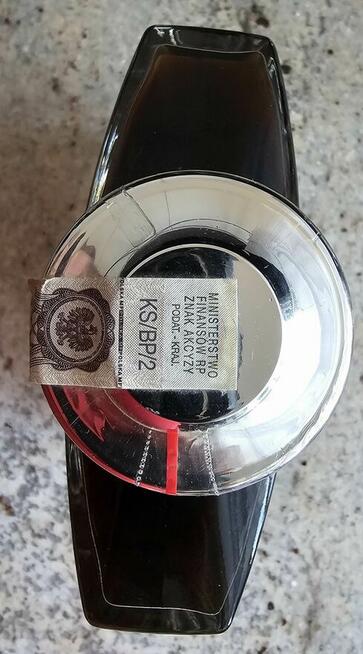 MINISTERSTWO
FINANSÓW RP
ZNAK AKCYZY
PODAT. - KRAJ.
KS/BP/2